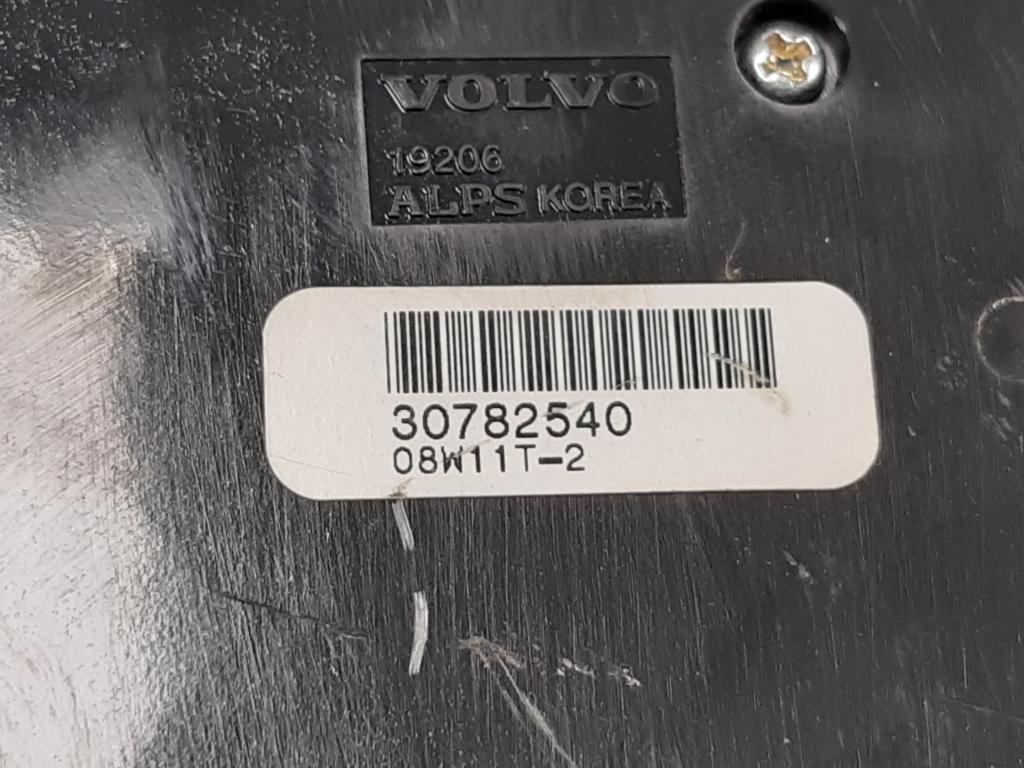 VOLVO
19206
ALPS KOREA
30782540
08W11T-2